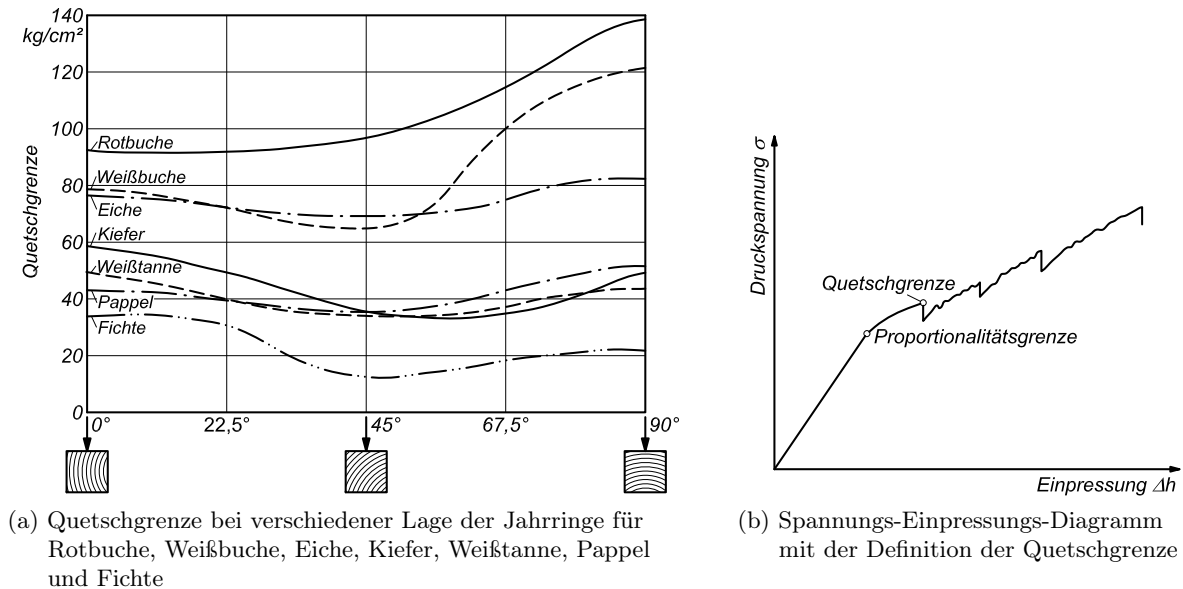 140
kg/cm²
120
100
80
60
40
20
0
Quetschgrenze
Rotbuche
Weißbuche
Eiche
Kiefer
Weißtanne
Pappel
Fichte
0°
22,5°
45°
67,5°
90°
(a) Quetschgrenze bei verschiedener Lage der Jahrringe für
Rotbuche, Weißbuche, Eiche, Kiefer, Weißtanne, Pappel
und Fichte
Druckspannung σ
Quetschgrenze
Proportionalitätsgrenze
Einpressung Δh
(b) Spannungs-Einpressungs-Diagramm
mit der Definition der Quetschgrenze